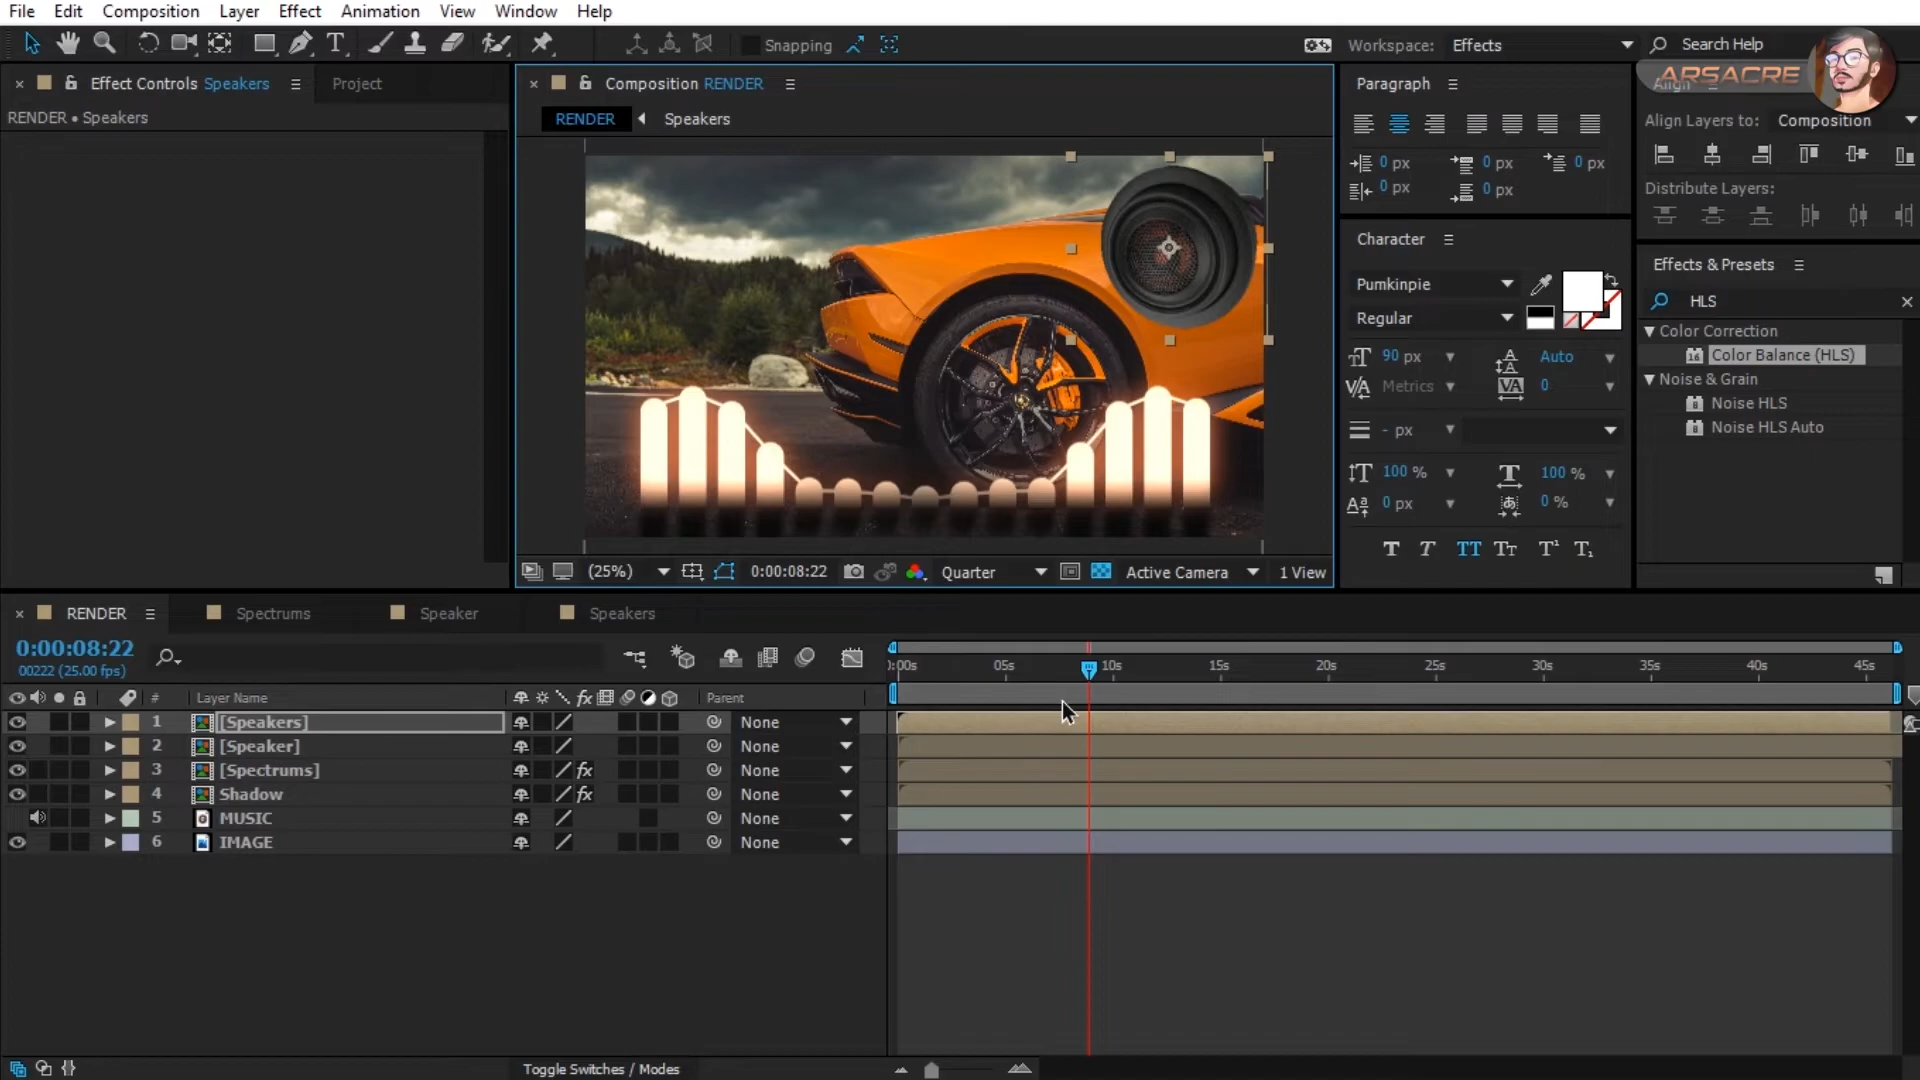 File Edit Composition Layer Effect Animation View Window Help
Snapping Workspace: Effects Search Help
ARSACRE
Effect Controls Speakers Project
RENDER • Speakers
Composition RENDER
RENDER Speakers
(25%) 0:00:08:22 Quarter Active Camera 1 View
Paragraph
0 px 0 px 0 px
0 px 0 px
Character
Pumkinpie
Regular
90 px Auto
Metrics 0
- px
100 % 100 %
0 px 0 %
Align
Align Layers to: Composition
Distribute Layers:
Effects & Presets
HLS
Color Correction
Color Balance (HLS)
Noise & Grain
Noise HLS
Noise HLS Auto
RENDER Spectrums Speaker Speakers
0:00:08:22
00222 (25.00 fps)
0:00s 05s 10s 15s 20s 25s 30s 35s 40s 45s
# Layer Name Parent
1 [Speakers] None
2 [Speaker] None
3 [Spectrums] fx None
4 Shadow fx None
5 MUSIC None
6 IMAGE None
Toggle Switches / Modes